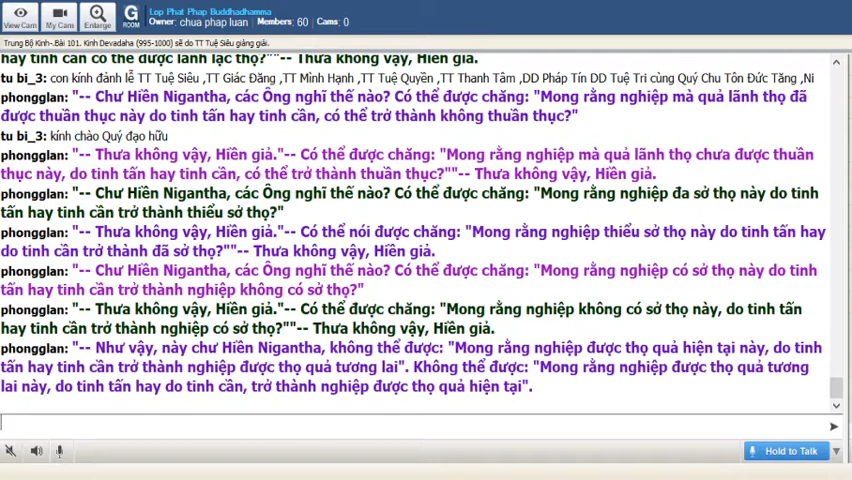 Lop Phat Phap Buddhadhamma
Owner: chua phap luan Members: 60 Cams: 0
View Cam
My Cam
Enlarge
G
ROOM
Trung Bộ Kinh-.Bài 101. Kinh Devadaha (995-1000) sẽ do TT Tuệ Siêu giảng giải.
hay tinh cần có thể được lãnh lạc thọ?""-- Thưa không vậy, Hiền giả.
tu bi_3: con kính đảnh lễ TT Tuệ Siêu ,TT Giác Đăng ,TT Minh Hạnh ,TT Tuệ Quyền ,TT Thanh Tâm ,DD Pháp Tín DD Tuệ Tri cùng Quý Chu Tôn Đức Tăng ,Ni
phongglan: "-- Chư Hiền Nigantha, các Ông nghĩ thế nào? Có thể được chăng: "Mong rằng nghiệp mà quả lãnh thọ đã
được thuần thục này do tinh tấn hay tinh cần, có thể trở thành không thuần thục?"
tu bi_3: kính chào Quý đạo hữu
phongglan: "-- Thưa không vậy, Hiền giả."-- Có thể được chăng: "Mong rằng nghiệp mà quả lãnh thọ chưa được thuần
thục này, do tinh tấn hay tinh cần, có thể trở thành thuần thục?""-- Thưa không vậy, Hiền giả.
phongglan: "-- Chư Hiền Nigantha, các Ông nghĩ thế nào? Có thể được chăng: "Mong rằng nghiệp đa sở thọ này do tinh
tấn hay tinh cần trở thành thiểu sở thọ?"
phongglan: "-- Thưa không vậy, Hiền giả."-- Có thể nói được chăng: "Mong rằng nghiệp thiểu sở thọ này do tinh tấn hay
do tinh cần trở thành đã sở thọ?""-- Thưa không vậy, Hiền giả.
phongglan: "-- Chư Hiền Nigantha, các Ông nghĩ thế nào? Có thể được chăng: "Mong rằng nghiệp có sở thọ này do tinh
tấn hay tinh cần trở thành nghiệp không có sở thọ?"
phongglan: "-- Thưa không vậy, Hiền giả."-- Có thể được chăng: "Mong rằng nghiệp không có sở thọ này, do tinh tấn
hay tinh cần trở thành nghiệp có sở thọ?""-- Thưa không vậy, Hiền giả.
phongglan: "-- Như vậy, này chư Hiền Nigantha, không thể được: "Mong rằng nghiệp được thọ quả hiện tại này, do tinh
tấn hay tinh cần trở thành nghiệp được thọ quả tương lai". Không thể được: "Mong rằng nghiệp được thọ quả tương
lai này, do tinh tấn hay do tinh cần, trở thành nghiệp được thọ quả hiện tại".
Hold to Talk